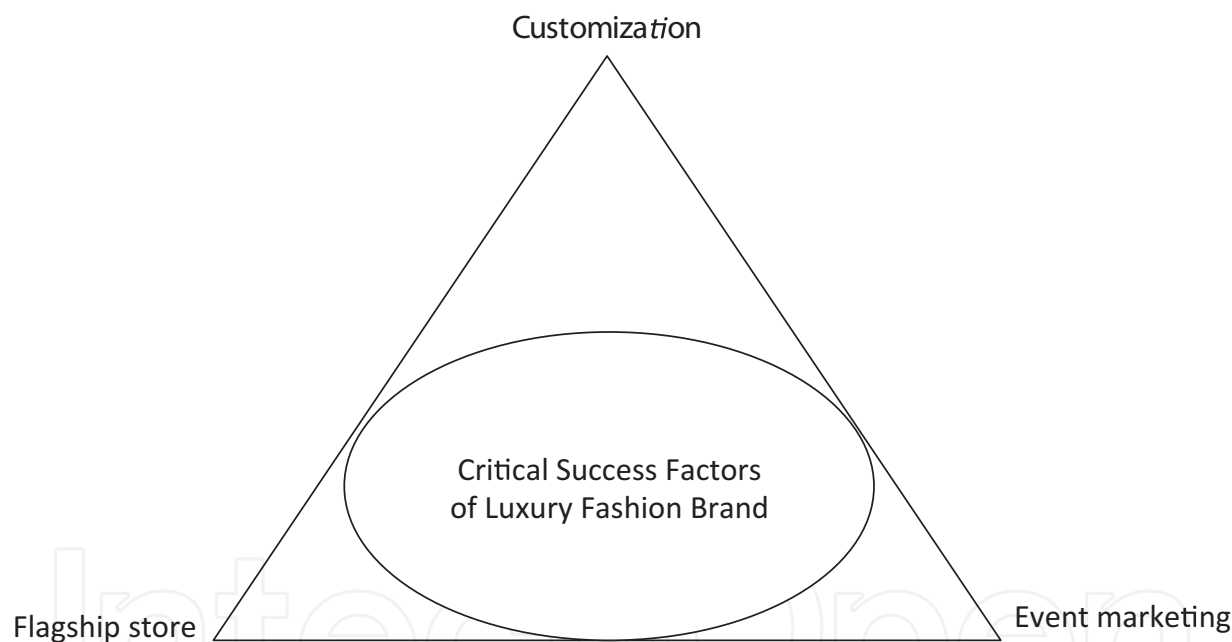 Customization
Critical Success Factors
of Luxury Fashion Brand
Flagship store
Event marketing